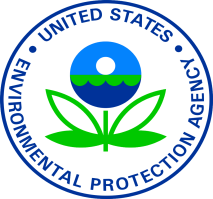 UNITED STATES
• ENVIRONMENTAL PROTECTION AGENCY •